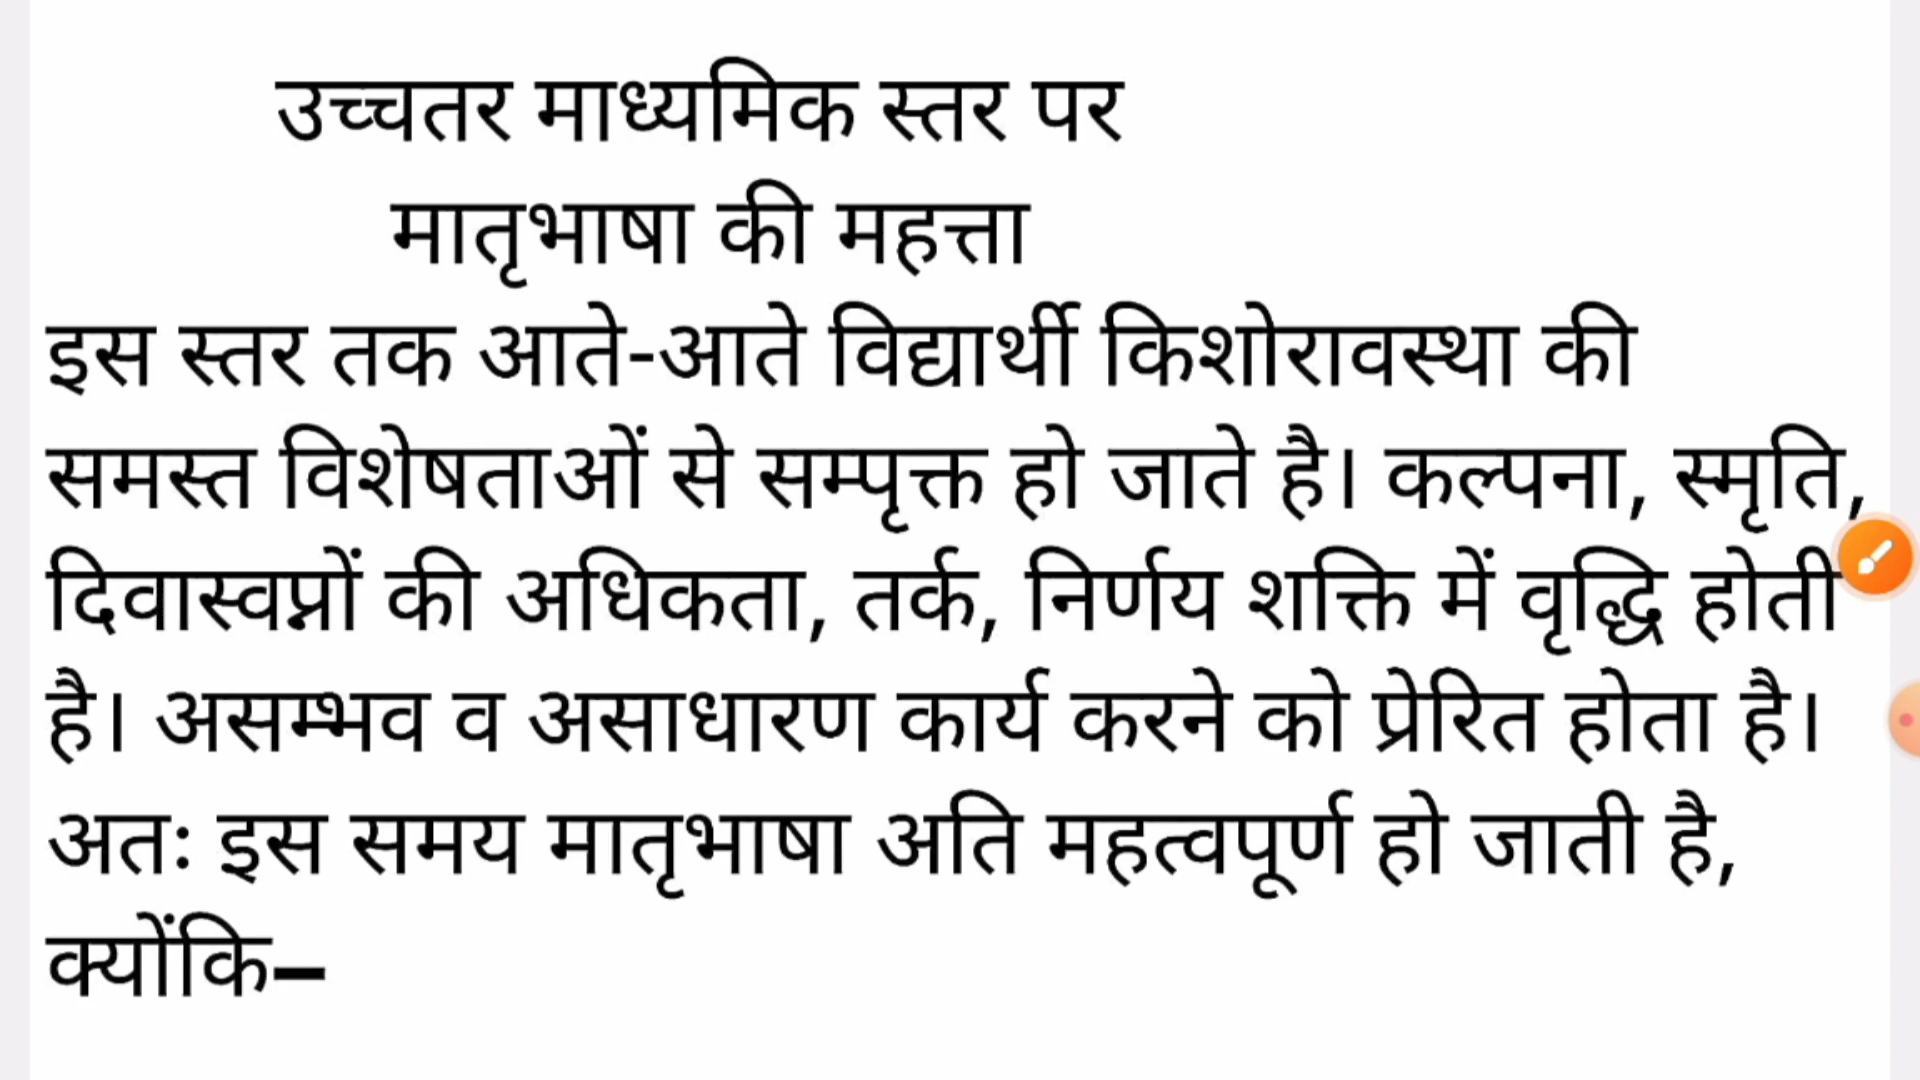 उच्चतर माध्यमिक स्तर पर
मातृभाषा की महत्ता
इस स्तर तक आते-आते विद्यार्थी किशोरावस्था की
समस्त विशेषताओं से सम्पृक्त हो जाते है। कल्पना, स्मृति,
दिवास्वप्नों की अधिकता, तर्क, निर्णय शक्ति में वृद्धि होती
है। असम्भव व असाधारण कार्य करने को प्रेरित होता है।
अतः इस समय मातृभाषा अति महत्वपूर्ण हो जाती है,
क्योंकि–